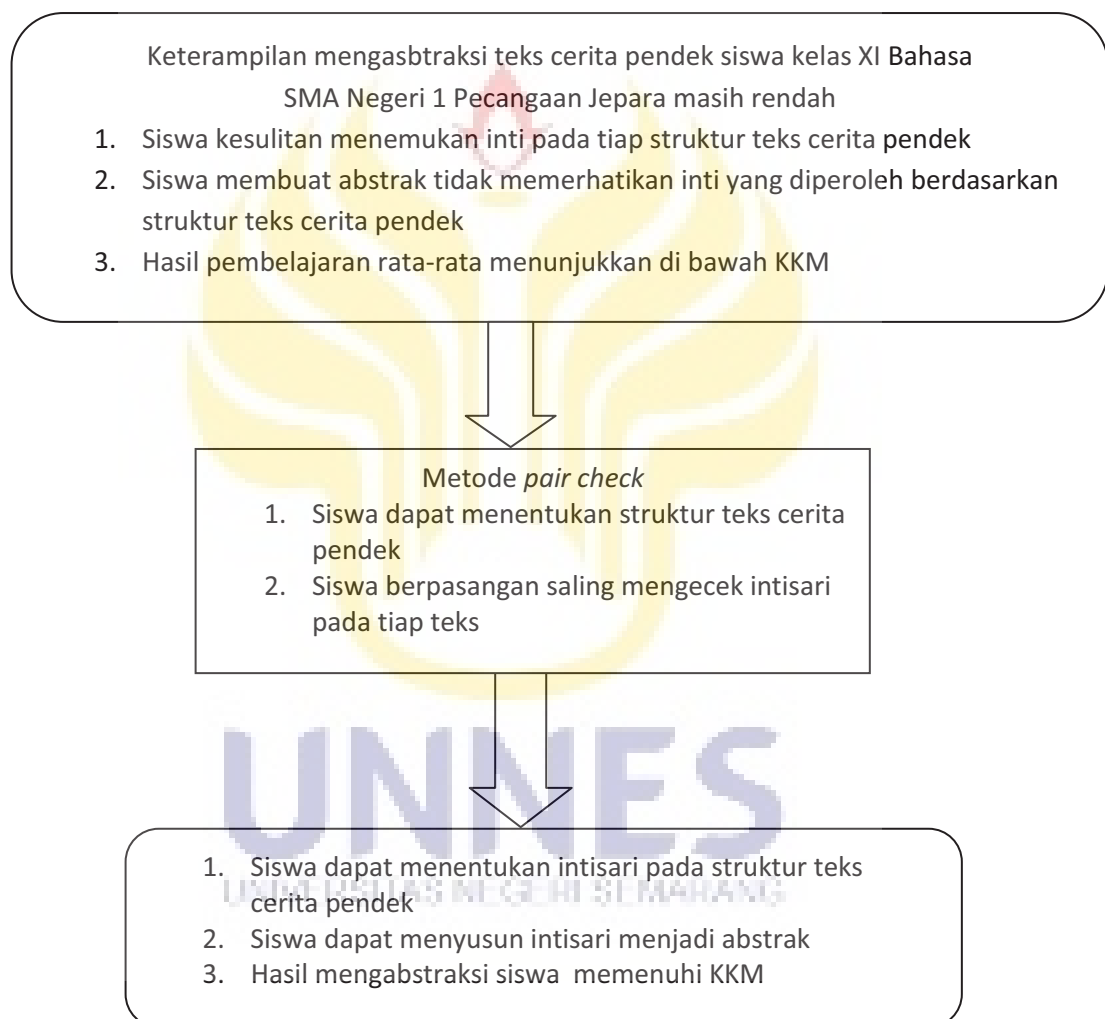 Keterampilan mengasbtraksi teks cerita pendek siswa kelas XI Bahasa
SMA Negeri 1 Pecangaan Jepara masih rendah
1. Siswa kesulitan menemukan inti pada tiap struktur teks cerita pendek
2. Siswa membuat abstrak tidak memerhatikan inti yang diperoleh berdasarkan
struktur teks cerita pendek
3. Hasil pembelajaran rata-rata menunjukkan di bawah KKM
Metode pair check
1. Siswa dapat menentukan struktur teks cerita
pendek
2. Siswa berpasangan saling mengecek intisari
pada tiap teks
UNNES
1. Siswa dapat menentukan intisari pada struktur teks
UNIVERSITAS NEGERI SEMARANG
cerita pendek
2. Siswa dapat menyusun intisari menjadi abstrak
3. Hasil mengabstraksi siswa  memenuhi KKM